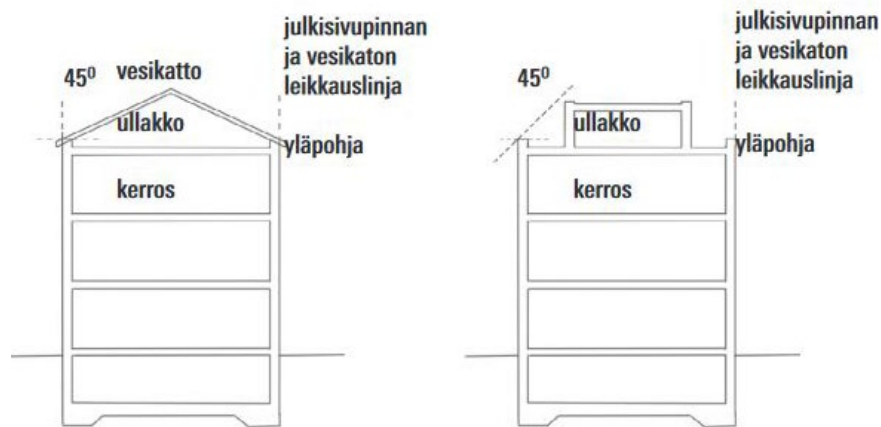 julkisivupinnan
ja vesikaton
leikkauslinja
45⁰
vesikatto
ullakko
yläpohja
kerros
julkisivupinnan
ja vesikaton
leikkauslinja
45⁰
ullakko
yläpohja
kerros